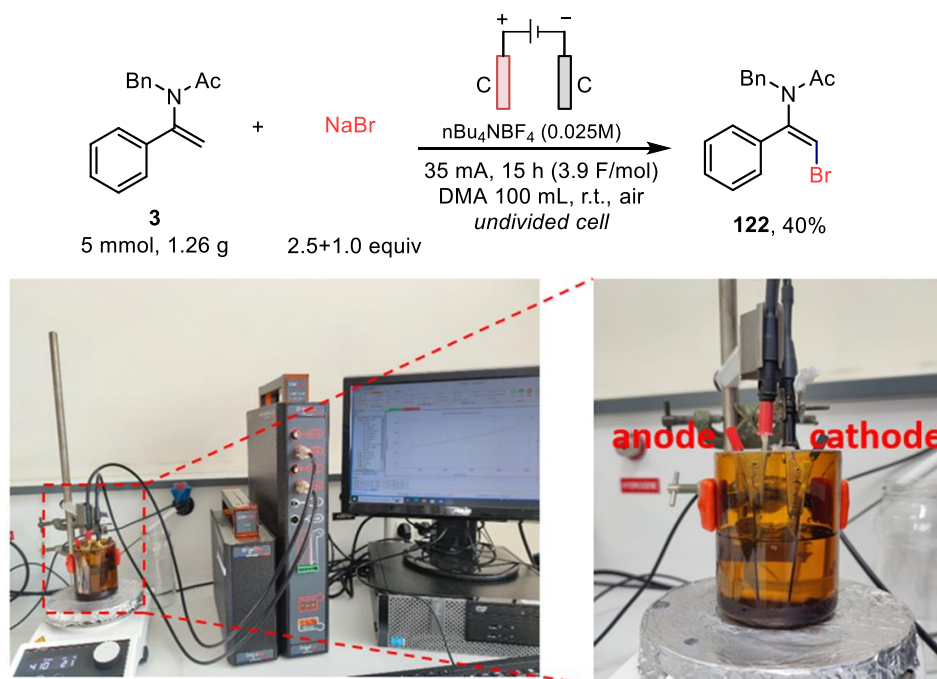 + −
Bn N Ac
C C
Bn N Ac
nBu4NBF4 (0.025M)
+ NaBr
35 mA, 15 h (3.9 F/mol)
DMA 100 mL, r.t., air
undivided cell
Br
3
5 mmol, 1.26 g
2.5+1.0 equiv
122, 40%
anode cathode
HYDROGENE